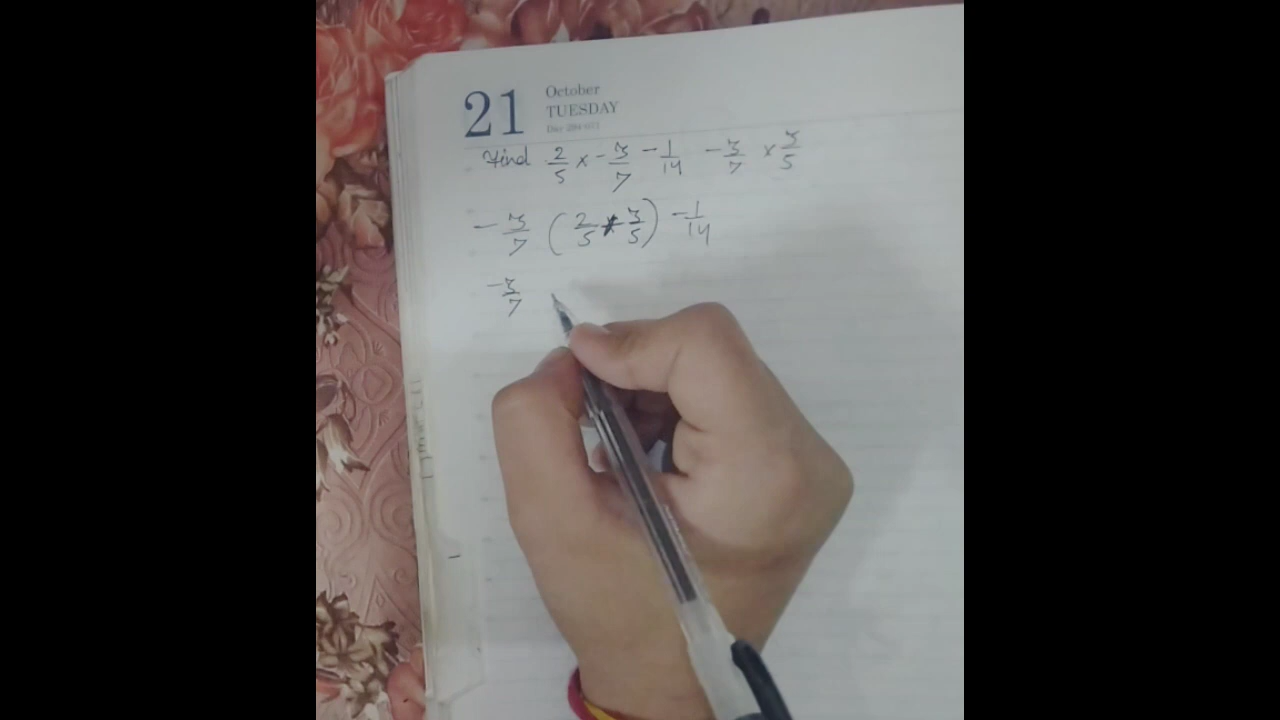 21
October
TUESDAY
Find 2/5 × -3/7 - 1/14 - 3/7 × 3/5
-3/7 (2/5 + 3/5) - 1/14
-3/7